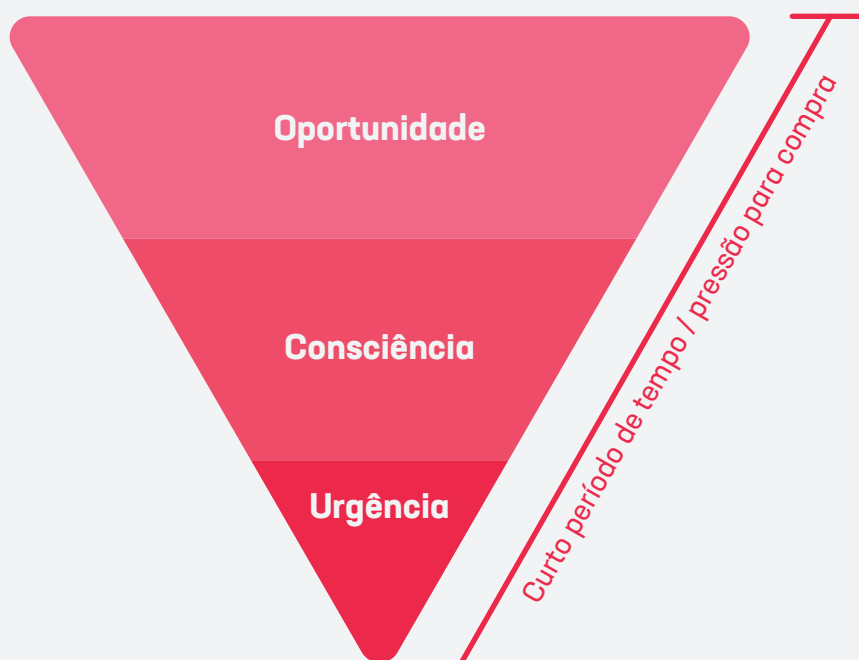 Oportunidade
Consciência
Urgência
Curto período de tempo / pressão para compra